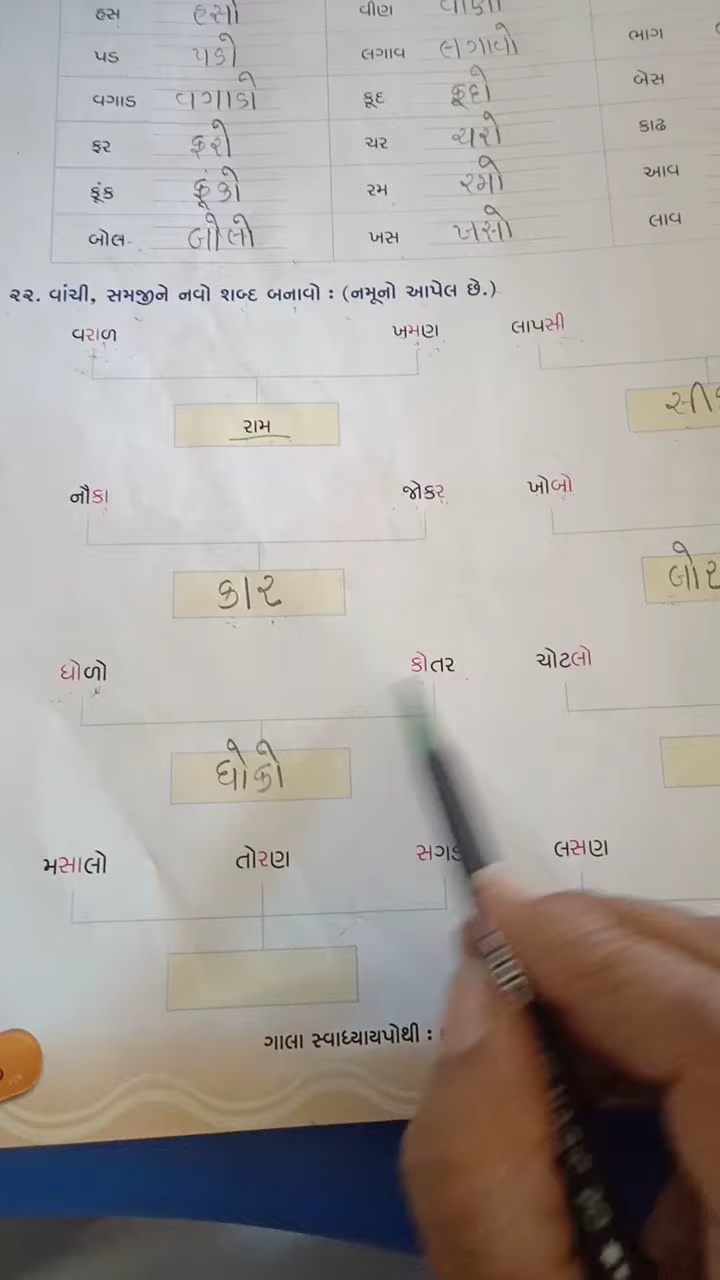 હસ હસો વીણ વીણો
પડ પડો લગાવ લગાવો ભાગ
વગાડ વગાડો કૂદ કૂદો બેસ
ફર ફરો ચર ચરો કાઢ
ફૂંક ફૂંકો રમ રમો આવ
બોલ બોલો ખસ ખસો લાવ
૨૨. વાંચી, સમજીને નવો શબ્દ બનાવો : (નમૂનો આપેલ છે.)
વરાળ ખમણ લાપસી
રામ
નૌકા જોકર ખોબો
કાર બોર
ધોળો કોતર ચોટલો
ધોકો
મસાલો તોરણ લસણ
ગાલા સ્વાધ્યાયપોથી :